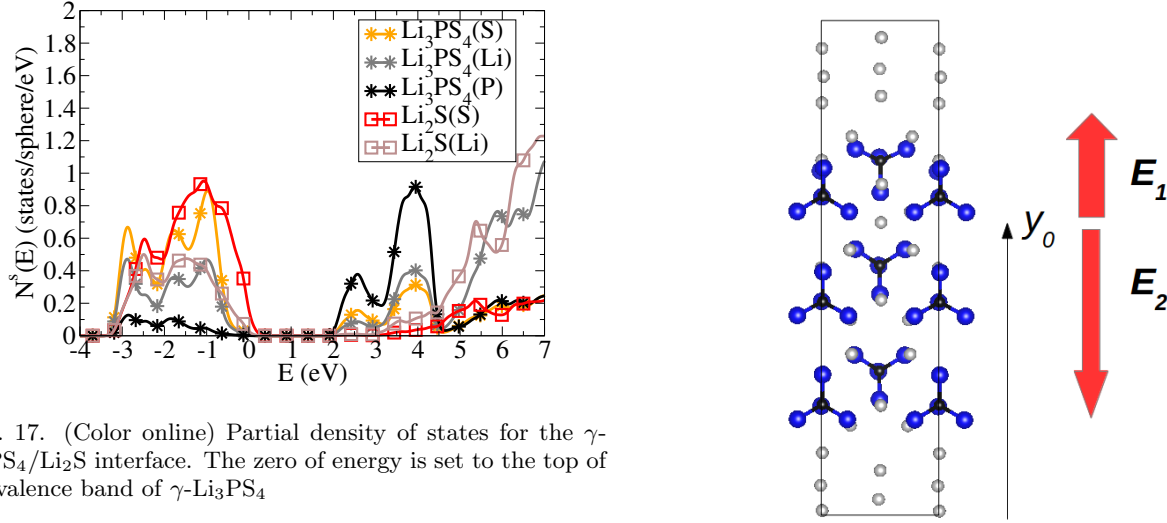 2
1.8
1.6
1.4
1.2
1
0.8
0.6
0.4
0.2
0
N^s(E) (states/sphere/eV)
Li3PS4(S)
Li3PS4(Li)
Li3PS4(P)
Li2S(S)
Li2S(Li)
-4 -3 -2 -1 0 1 2 3 4 5 6 7
E (eV)
. 17. (Color online) Partial density of states for the γ-
PS4/Li2S interface. The zero of energy is set to the top of
valence band of γ-Li3PS4
E1
y0
E2